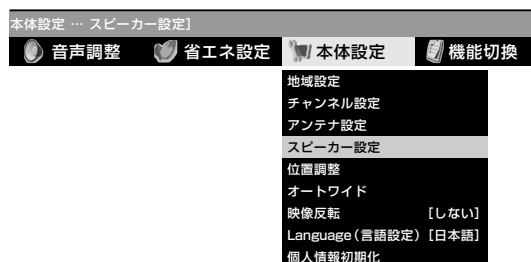 本体設定 … スピーカー設定]
音声調整 省エネ設定 本体設定 機能切換
地域設定
チャンネル設定
アンテナ設定
スピーカー設定
位置調整
オートワイド
映像反転 [しない]
Language(言語設定) [日本語]
個人情報初期化